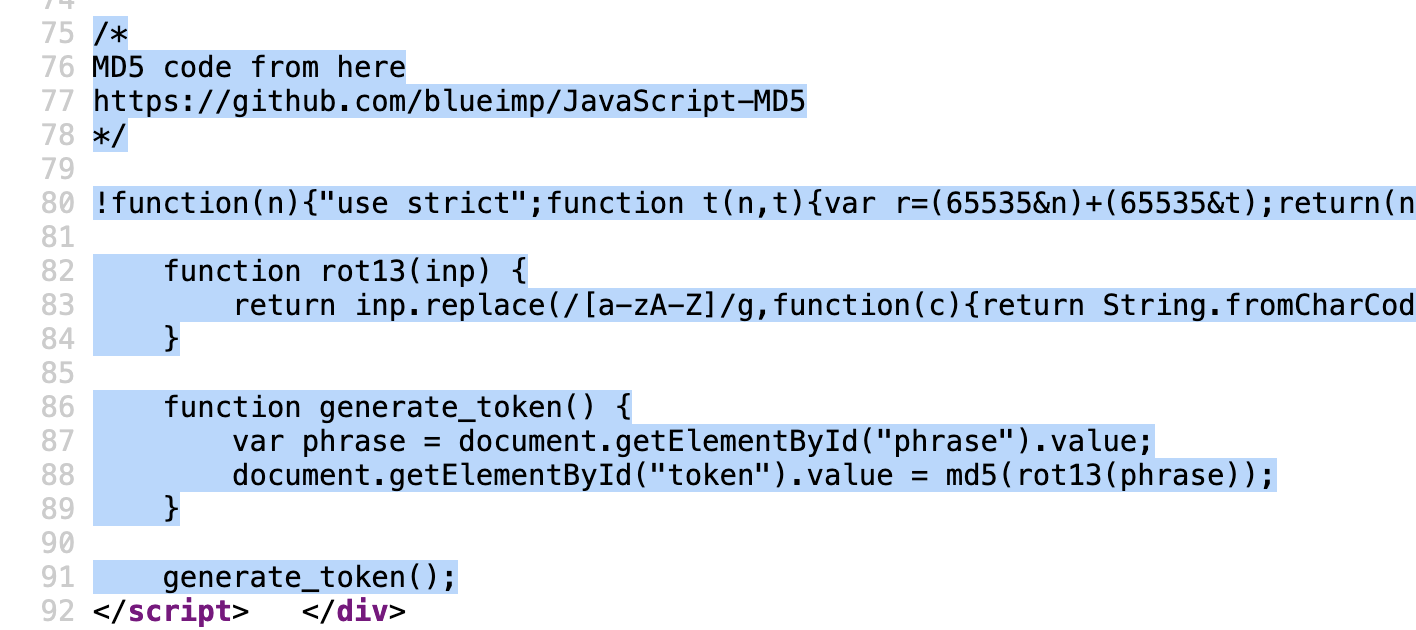 74
75 /*
76 MD5 code from here
77 https://github.com/blueimp/JavaScript-MD5
78 */
79
80 !function(n){"use strict";function t(n,t){var r=(65535&n)+(65535&t);return(n
81
82     function rot13(inp) {
83         return inp.replace(/[a-zA-Z]/g,function(c){return String.fromCharCod
84     }
85
86     function generate_token() {
87         var phrase = document.getElementById("phrase").value;
88         document.getElementById("token").value = md5(rot13(phrase));
89     }
90
91     generate_token();
92 </script>   </div>